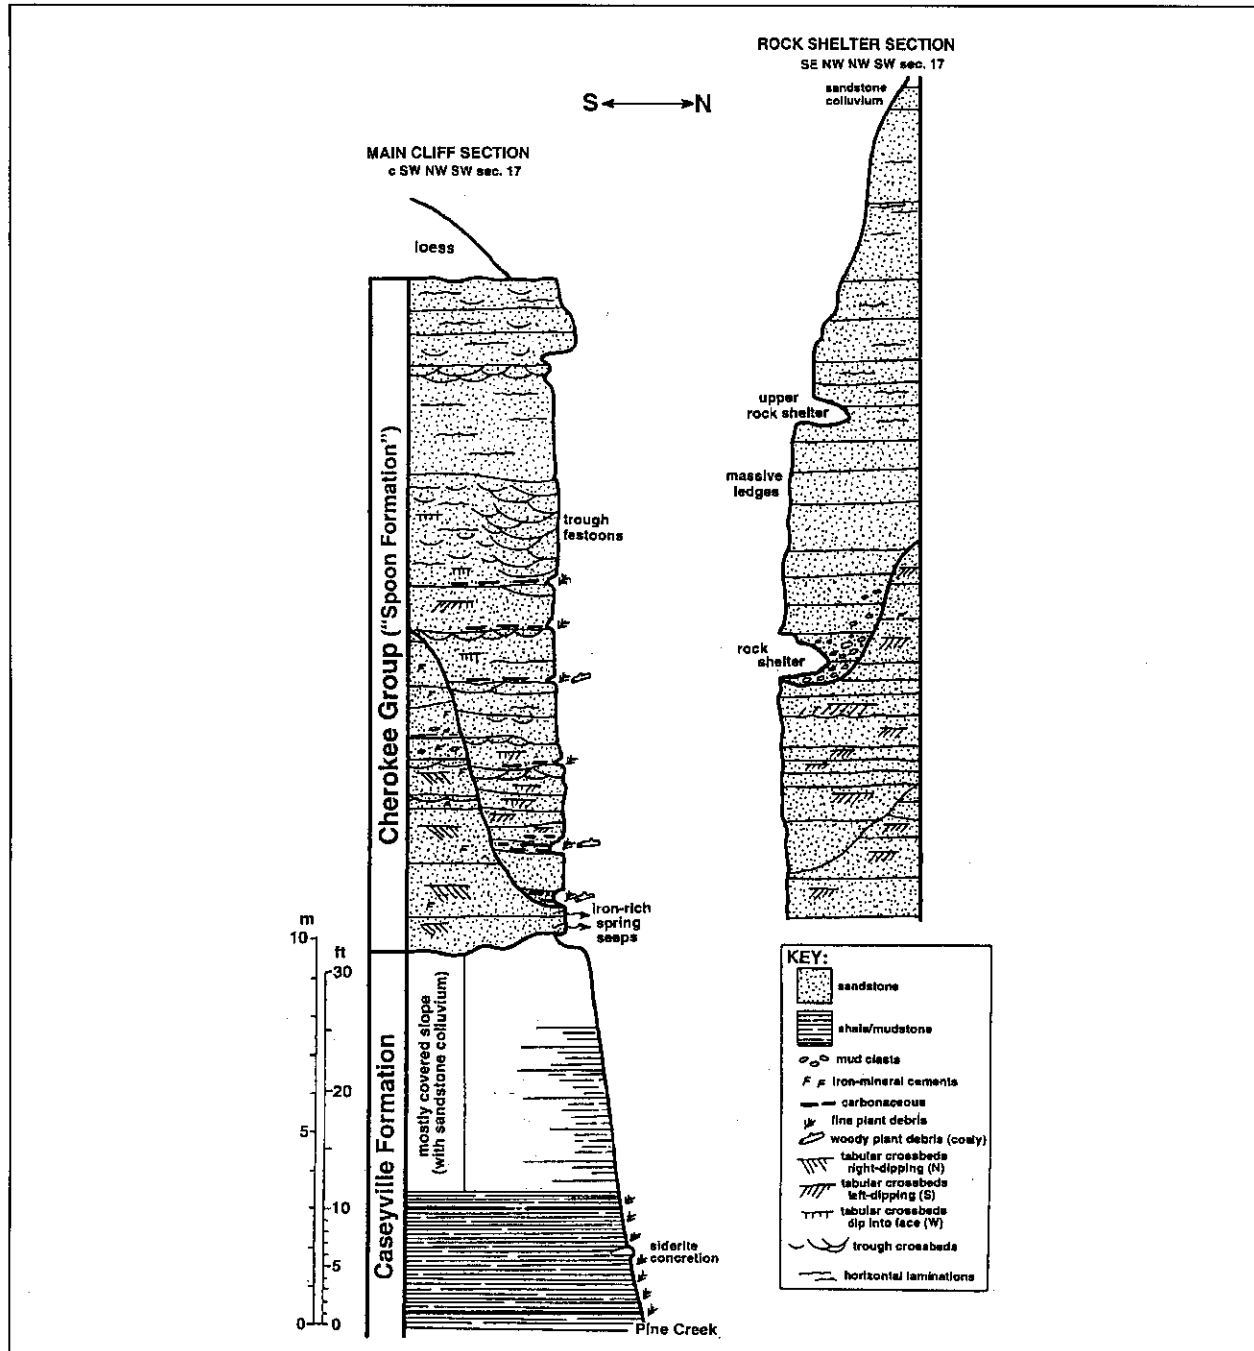 ROCK SHELTER SECTION
SE NW NW SW sec. 17
sandstone
colluvium
S
N
MAIN CLIFF SECTION
c SW NW SW sec. 17
loess
upper
rock shelter
massive
ledges
trough
festoons
rock
shelter
Cherokee Group ("Spoon Formation")
iron-rich
spring
seeps
m
10
ft
30
20
5
10
5
0
0
Caseyville Formation
mostly covered slope
(with sandstone colluvium)
siderite
concretion
Pine Creek
KEY:
sandstone
shale/mudstone
mud clasts
iron-mineral cements
carbonaceous
fine plant debris
woody plant debris (coaly)
tabular crossbeds
right-dipping (N)
tabular crossbeds
left-dipping (S)
tabular crossbeds
dip into face (W)
trough crossbeds
horizontal laminations